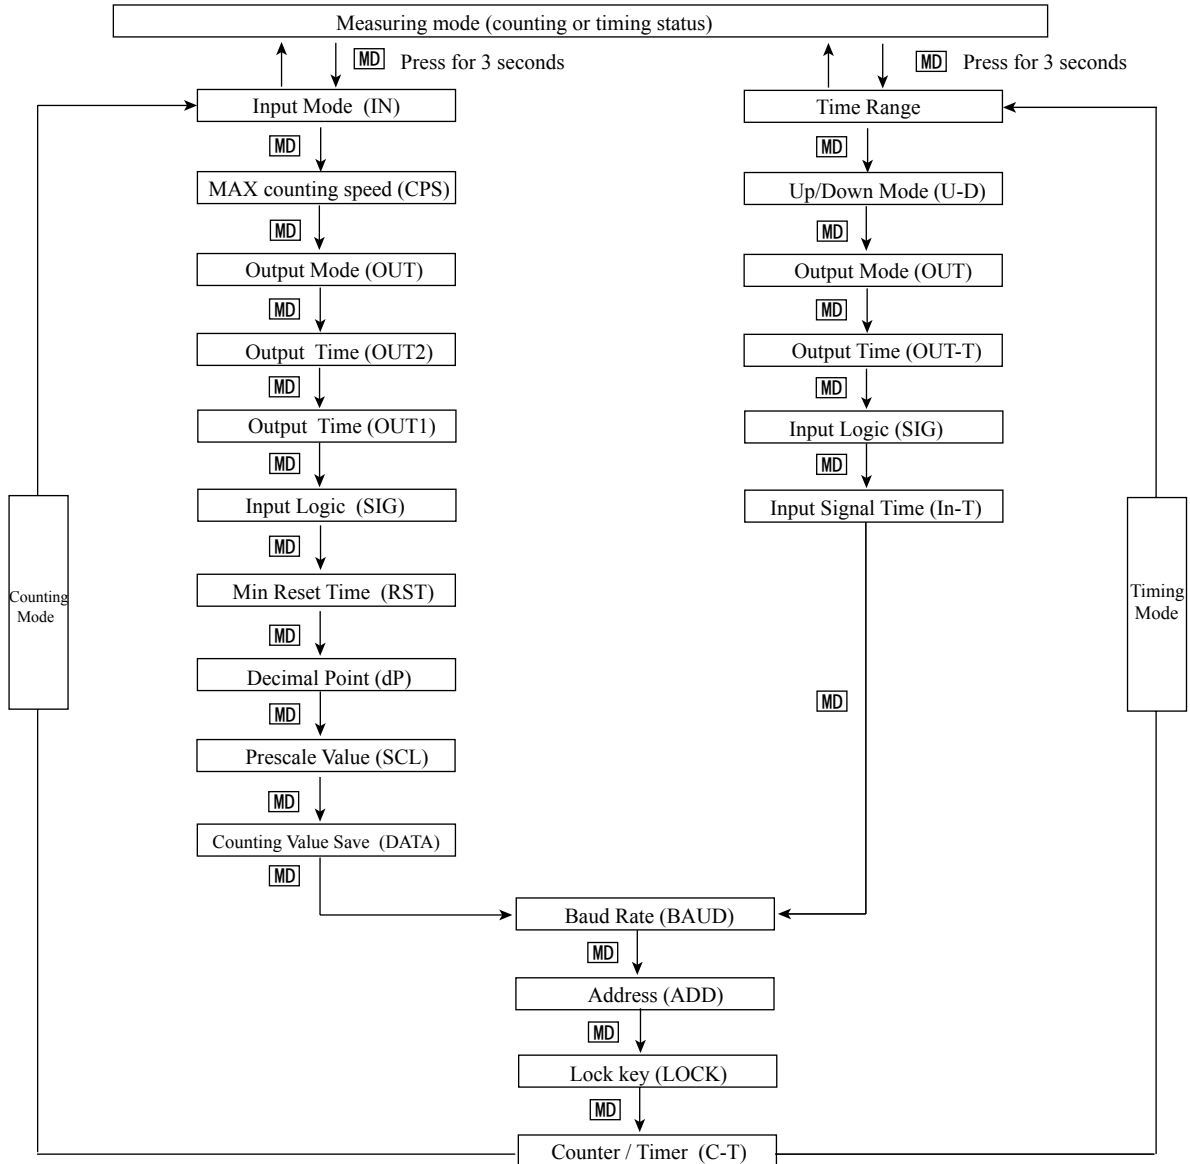 Measuring mode (counting or timing status)
MD Press for 3 seconds
MD Press for 3 seconds
Input Mode (IN)
MD
MAX counting speed (CPS)
MD
Output Mode (OUT)
MD
Output Time (OUT2)
MD
Output Time (OUT1)
MD
Input Logic (SIG)
MD
Min Reset Time (RST)
MD
Decimal Point (dP)
MD
Prescale Value (SCL)
MD
Counting Value Save (DATA)
MD
Time Range
MD
Up/Down Mode (U-D)
MD
Output Mode (OUT)
MD
Output Time (OUT-T)
MD
Input Logic (SIG)
MD
Input Signal Time (In-T)
MD
Counting
Mode
Timing
Mode
Baud Rate (BAUD)
MD
Address (ADD)
MD
Lock key (LOCK)
MD
Counter / Timer (C-T)